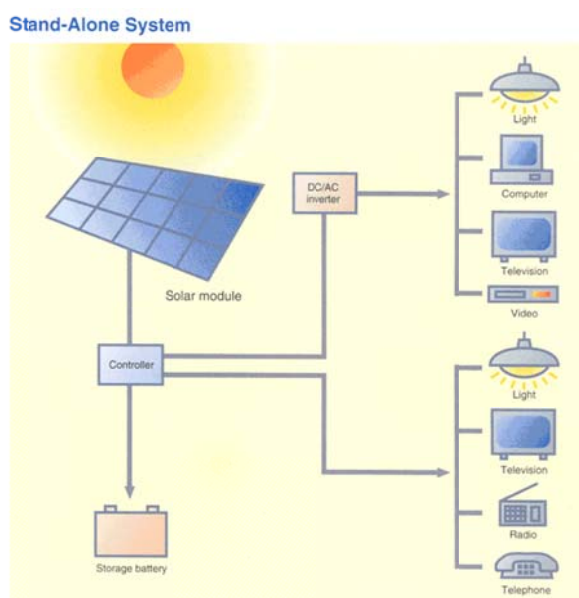 Stand-Alone System
Light
DC/AC
inverter
Computer
Television
Solar module
Video
Controller
Light
Television
Radio
Storage battery
Telephone